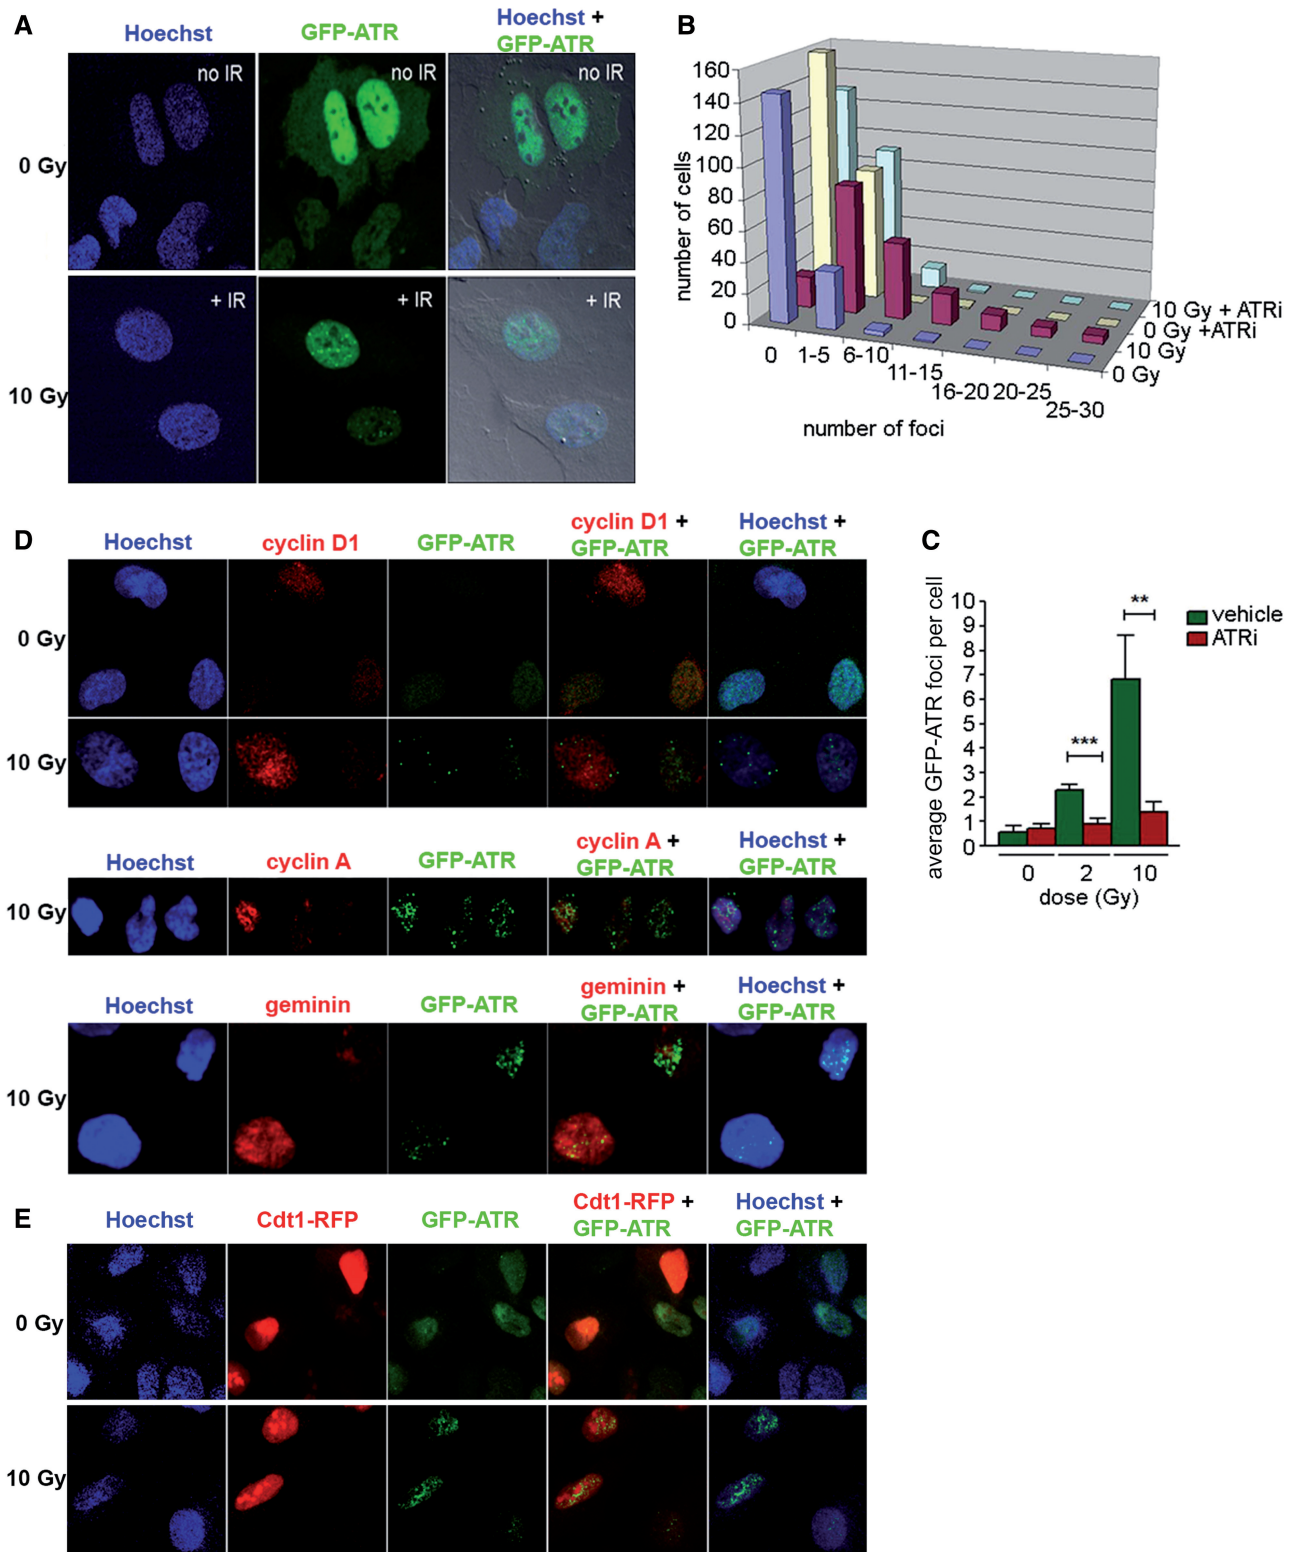 A
Hoechst
GFP-ATR
Hoechst +
GFP-ATR
no IR
no IR
no IR
0 Gy
+ IR
+ IR
+ IR
10 Gy
B
number of cells
160
140
120
100
80
60
40
20
0
0
1-5
6-10
11-15
16-20
20-25
25-30
number of foci
10 Gy + ATRi
0 Gy +ATRi
10 Gy
0 Gy
C
average GFP-ATR foci per cell
10
9
8
7
6
5
4
3
2
1
0
***
**
vehicle
ATRi
0
2
10
dose (Gy)
D
Hoechst
cyclin D1
GFP-ATR
cyclin D1 +
GFP-ATR
Hoechst +
GFP-ATR
0 Gy
10 Gy
Hoechst
cyclin A
GFP-ATR
cyclin A +
GFP-ATR
Hoechst +
GFP-ATR
10 Gy
Hoechst
geminin
GFP-ATR
geminin +
GFP-ATR
Hoechst +
GFP-ATR
10 Gy
E
Hoechst
Cdt1-RFP
GFP-ATR
Cdt1-RFP +
GFP-ATR
Hoechst +
GFP-ATR
0 Gy
10 Gy